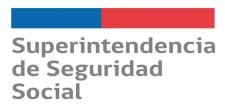 Superintendencia
de Seguridad
Social